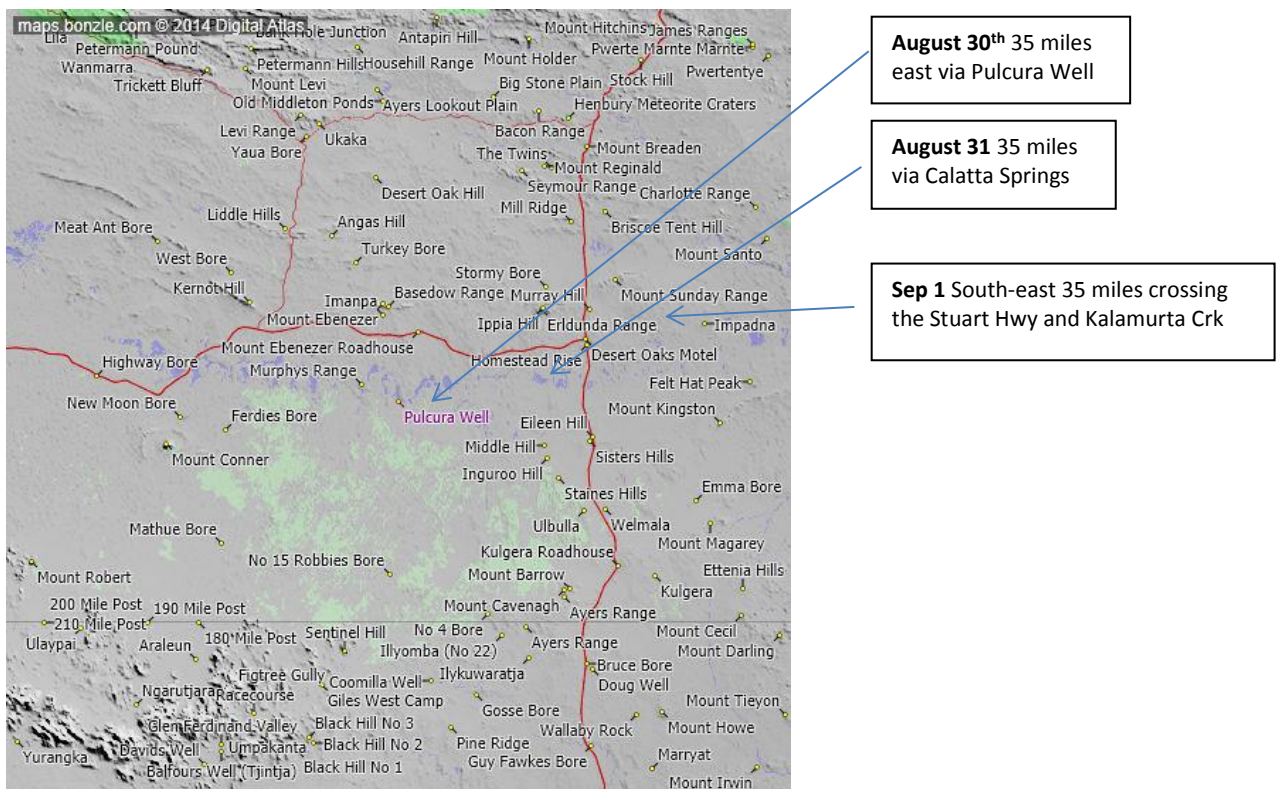 maps.bonzle.com © 2014 Digital Atlas
Lila
Bank Hole Junction
Antapiri Hill
Mount Hitchins
James Ranges
Petermann Pound
Pwerte Marnte Marnte
Wanmarra
Petermann Hills
Househill Range
Mount Holder
Pwertentye
Trickett Bluff
Mount Levi
Big Stone Plain
Stock Hill
Old Middleton Ponds
Ayers Lookout Plain
Henbury Meteorite Craters
Levi Range
Ukaka
Bacon Range
Yaua Bore
The Twins
Mount Breaden
Mount Reginald
Desert Oak Hill
Seymour Range
Charlotte Range
Liddle Hills
Angas Hill
Mill Ridge
Meat Ant Bore
Briscoe Tent Hill
Turkey Bore
Mount Santo
West Bore
Stormy Bore
Kernot Hill
Imanpa
Basedow Range
Murray Hill
Mount Sunday Range
Mount Ebenezer
Ippia Hill
Erldunda Range
Impadna
Mount Ebenezer Roadhouse
Highway Bore
Homestead Rise
Desert Oaks Motel
Murphys Range
Felt Hat Peak
New Moon Bore
Ferdies Bore
Pulcura Well
Mount Kingston
Eileen Hill
Mount Conner
Middle Hill
Sisters Hills
Inguroo Hill
Emma Bore
Staines Hills
Mathue Bore
Ulbulla
Welmala
Mount Magarey
No 15 Robbies Bore
Kulgera Roadhouse
Mount Robert
Mount Barrow
Ettenia Hills
Kulgera
200 Mile Post
190 Mile Post
Mount Cavenagh
Ayers Range
210 Mile Post
Ulaypai
Araleun
180 Mile Post
Sentinel Hill
No 4 Bore
Ayers Range
Mount Cecil
Illyomba (No 22)
Mount Darling
Figtree Gully
Coomilla Well
Ilykuwaratja
Bruce Bore
Doug Well
Ngarutjara
Racecourse
Giles West Camp
Mount Tieyon
Glen Ferdinand Valley
Black Hill No 3
Gosse Bore
Wallaby Rock
Mount Howe
Yurangka
Davids Well
Umpakanta
Black Hill No 2
Pine Ridge
Marryat
Balfours Well (Tjintja)
Black Hill No 1
Guy Fawkes Bore
Mount Irwin
August 30th 35 miles
east via Pulcura Well
August 31 35 miles
via Calatta Springs
Sep 1 South-east 35 miles crossing
the Stuart Hwy and Kalamurta Crk